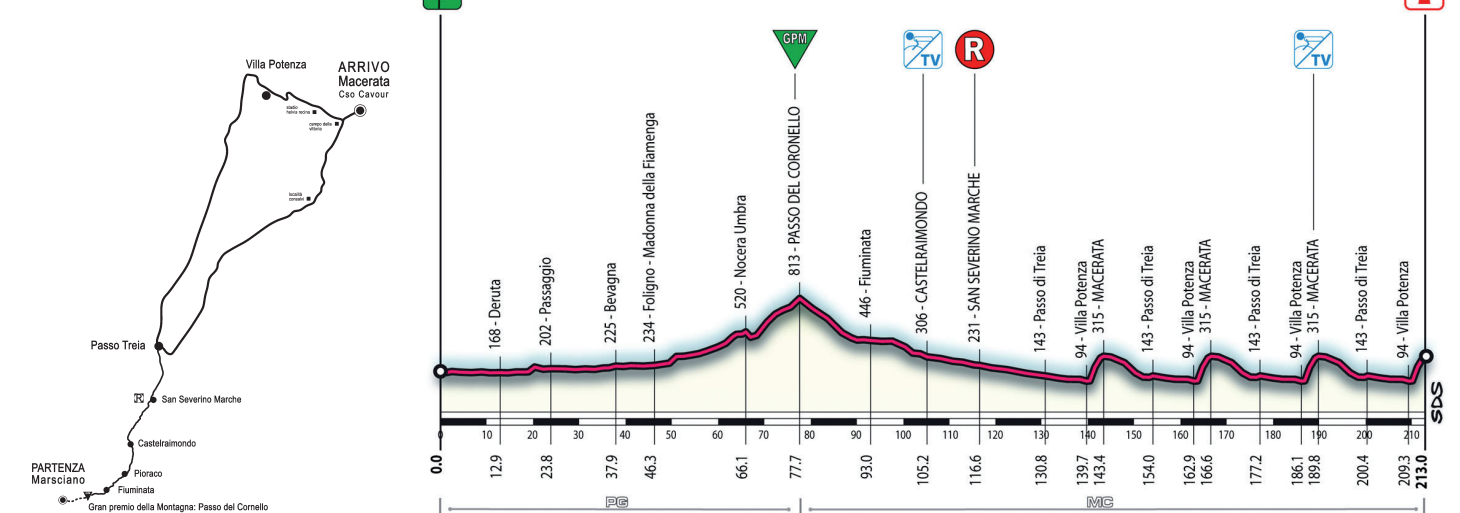 Villa Potenza
ARRIVO
Macerata
Cso Cavour
stadio
helvia recina
campo della
vittoria
località
consalvi
Passo Treia
R
San Severino Marche
Castelraimondo
PARTENZA
Marsciano
Pioraco
Fiuminata
Gran premio della Montagna: Passo del Cornello
GPM
TV
R
TV
168 - Deruta
202 - Passaggio
225 - Bevagna
234 - Foligno - Madonna della Fiamenga
520 - Nocera Umbra
813 - PASSO DEL CORONELLO
446 - Fiuminata
306 - CASTELRAIMONDO
231 - SAN SEVERINO MARCHE
143 - Passo di Treia
94 - Villa Potenza
315 - MACERATA
143 - Passo di Treia
94 - Villa Potenza
315 - MACERATA
143 - Passo di Treia
94 - Villa Potenza
315 - MACERATA
143 - Passo di Treia
94 - Villa Potenza
SDS
0 10 20 30 40 50 60 70 80 90 100 110 120 130 140 150 160 170 180 190 200 210
0.0 12.9 23.8 37.9 46.3 66.1 77.7 93.0 105.2 116.6 130.8 139.7 143.4 154.0 162.9 166.6 177.2 186.1 189.8 200.4 209.3 213.0
PG MC